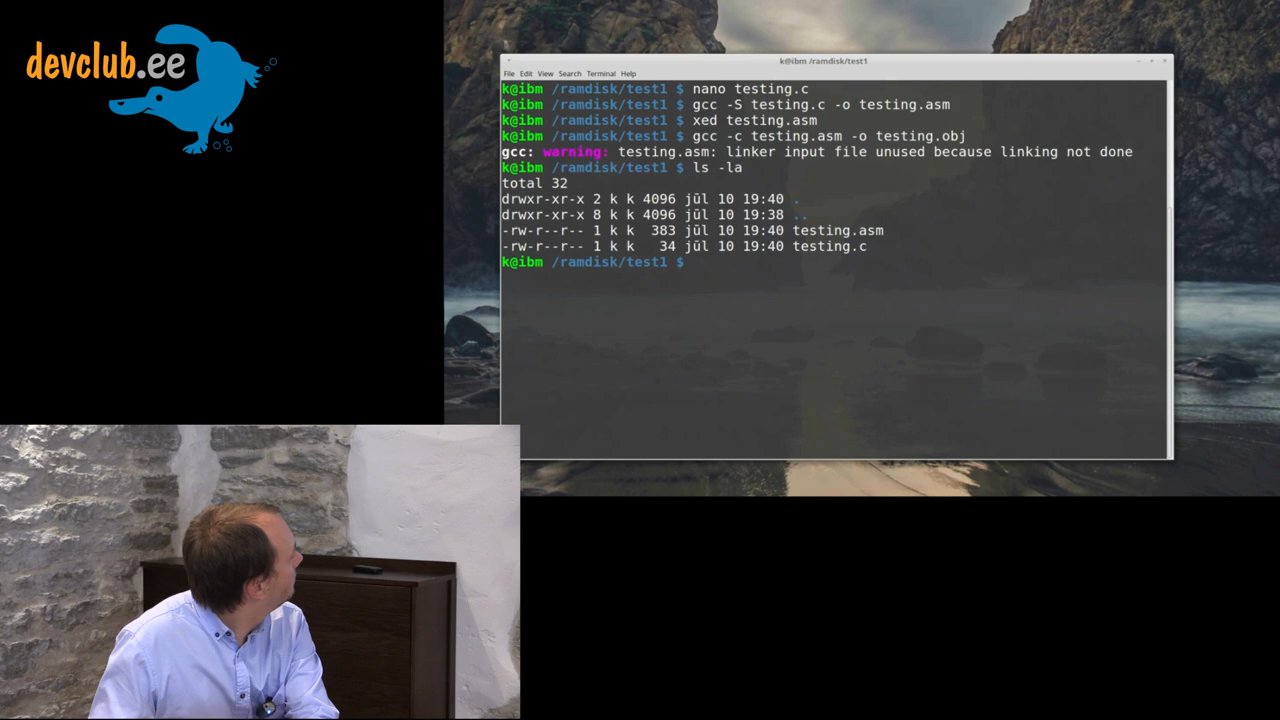 devclub.ee
k@ibm /ramdisk/test1
File Edit View Search Terminal Help
k@ibm /ramdisk/test1 $ nano testing.c
k@ibm /ramdisk/test1 $ gcc -S testing.c -o testing.asm
k@ibm /ramdisk/test1 $ xed testing.asm
k@ibm /ramdisk/test1 $ gcc -c testing.asm -o testing.obj
gcc: warning: testing.asm: linker input file unused because linking not done
k@ibm /ramdisk/test1 $ ls -la
total 32
drwxr-xr-x 2 k k 4096 jūl 10 19:40 .
drwxr-xr-x 8 k k 4096 jūl 10 19:38 ..
-rw-r--r-- 1 k k  383 jūl 10 19:40 testing.asm
-rw-r--r-- 1 k k   34 jūl 10 19:40 testing.c
k@ibm /ramdisk/test1 $